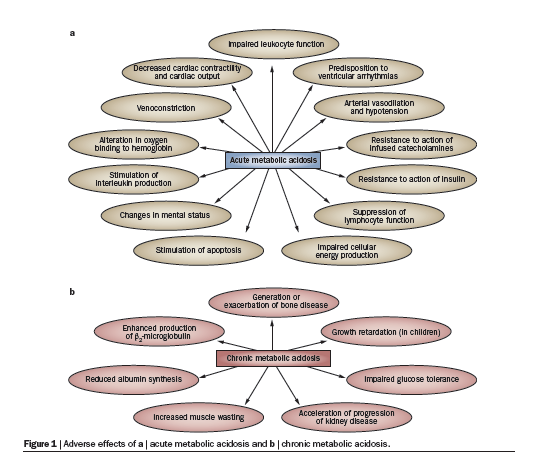 a
Impaired leukocyte function
Decreased cardiac contractility
and cardiac output
Predisposition to
ventricular arrhythmias
Venoconstriction
Arterial vasodilation
and hypotension
Alteration in oxygen
binding to hemoglobin
Acute metabolic acidosis
Resistance to action of
infused catecholamines
Stimulation of
interleukin production
Resistance to action of insulin
Changes in mental status
Suppression of
lymphocyte function
Stimulation of apoptosis
Impaired cellular
energy production
b
Generation or
exacerbation of bone disease
Enhanced production
of β2-microglobulin
Growth retardation (in children)
Chronic metabolic acidosis
Reduced albumin synthesis
Impaired glucose tolerance
Increased muscle wasting
Acceleration of progression
of kidney disease
Figure 1 | Adverse effects of a | acute metabolic acidosis and b | chronic metabolic acidosis.